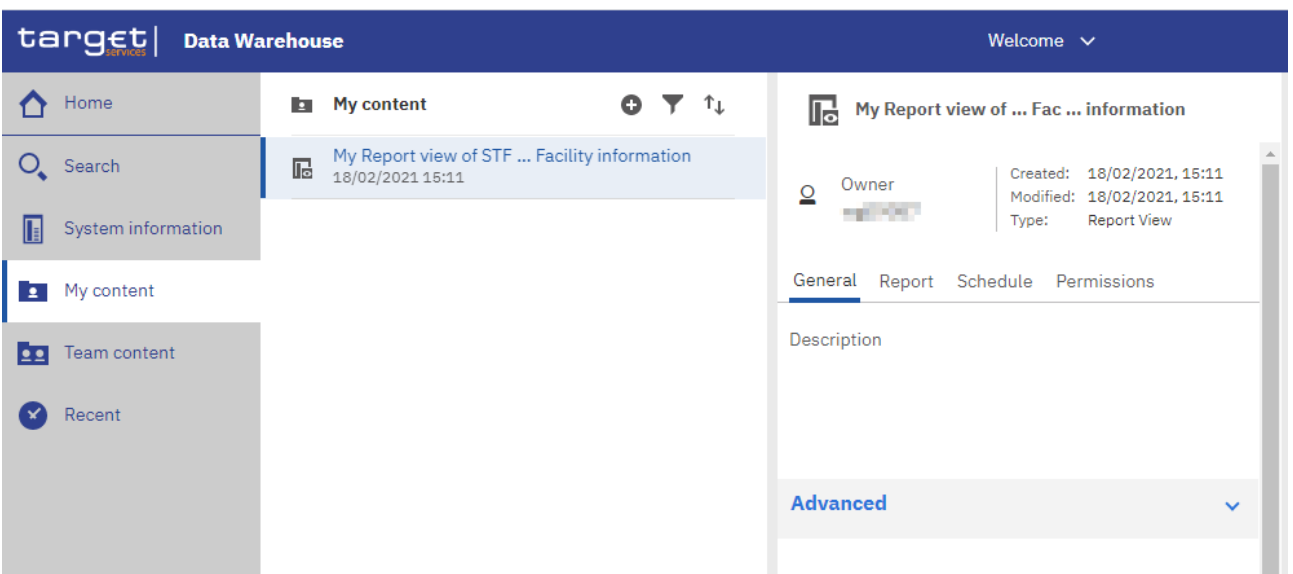 target services Data Warehouse
Welcome
Home
Search
System information
My content
Team content
Recent
My content
My Report view of STF ... Facility information
18/02/2021 15:11
My Report view of ... Fac ... information
Owner
Created: 18/02/2021, 15:11
Modified: 18/02/2021, 15:11
Type: Report View
General Report Schedule Permissions
Description
Advanced